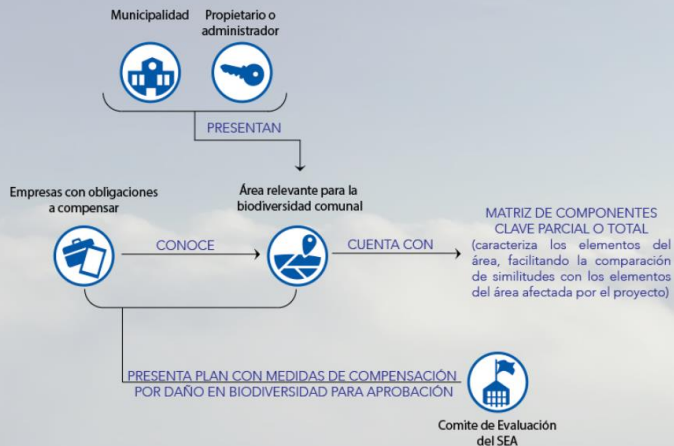 Municipalidad
Propietario o
administrador
PRESENTAN
Empresas con obligaciones
a compensar
Área relevante para la
biodiversidad comunal
CONOCE
CUENTA CON
MATRIZ DE COMPONENTES
CLAVE PARCIAL O TOTAL
(caracteriza los elementos del
área, facilitando la comparación
de similitudes con los elementos
del área afectada por el proyecto)
PRESENTA PLAN CON MEDIDAS DE COMPENSACIÓN
POR DAÑO EN BIODIVERSIDAD PARA APROBACIÓN
Comite de Evaluación
del SEA